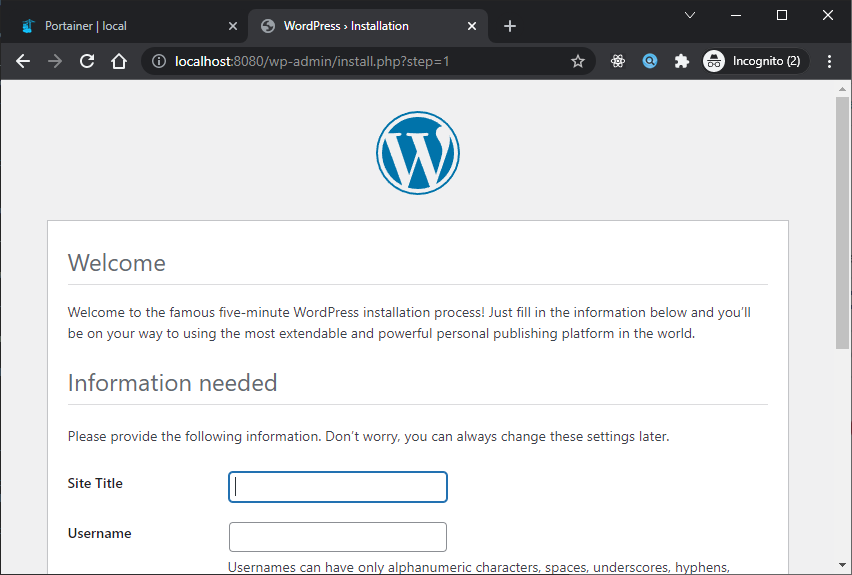 Portainer | local
WordPress › Installation
localhost:8080/wp-admin/install.php?step=1
Incognito (2)
W
Welcome
Welcome to the famous five-minute WordPress installation process! Just fill in the information below and you’ll
be on your way to using the most extendable and powerful personal publishing platform in the world.
Information needed
Please provide the following information. Don’t worry, you can always change these settings later.
Site Title
Username
Usernames can have only alphanumeric characters, spaces, underscores, hyphens,